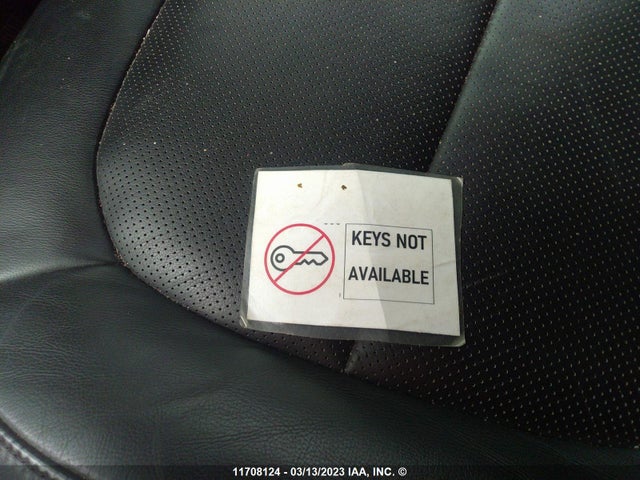 KEYS NOT
AVAILABLE
11708124 - 03/13/2023 IAA, INC. ©